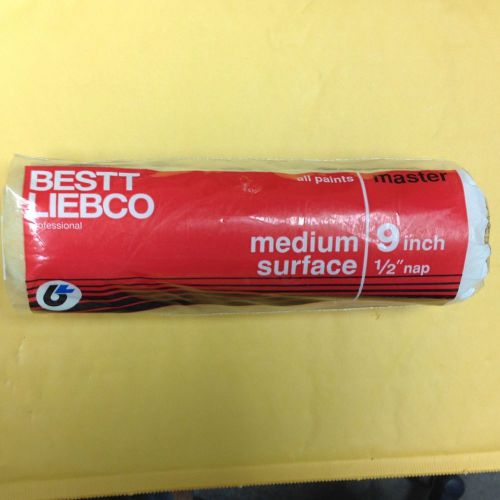 BESTT
LIEBCO
professional
all paints
master
medium
surface
9 inch
1/2" nap